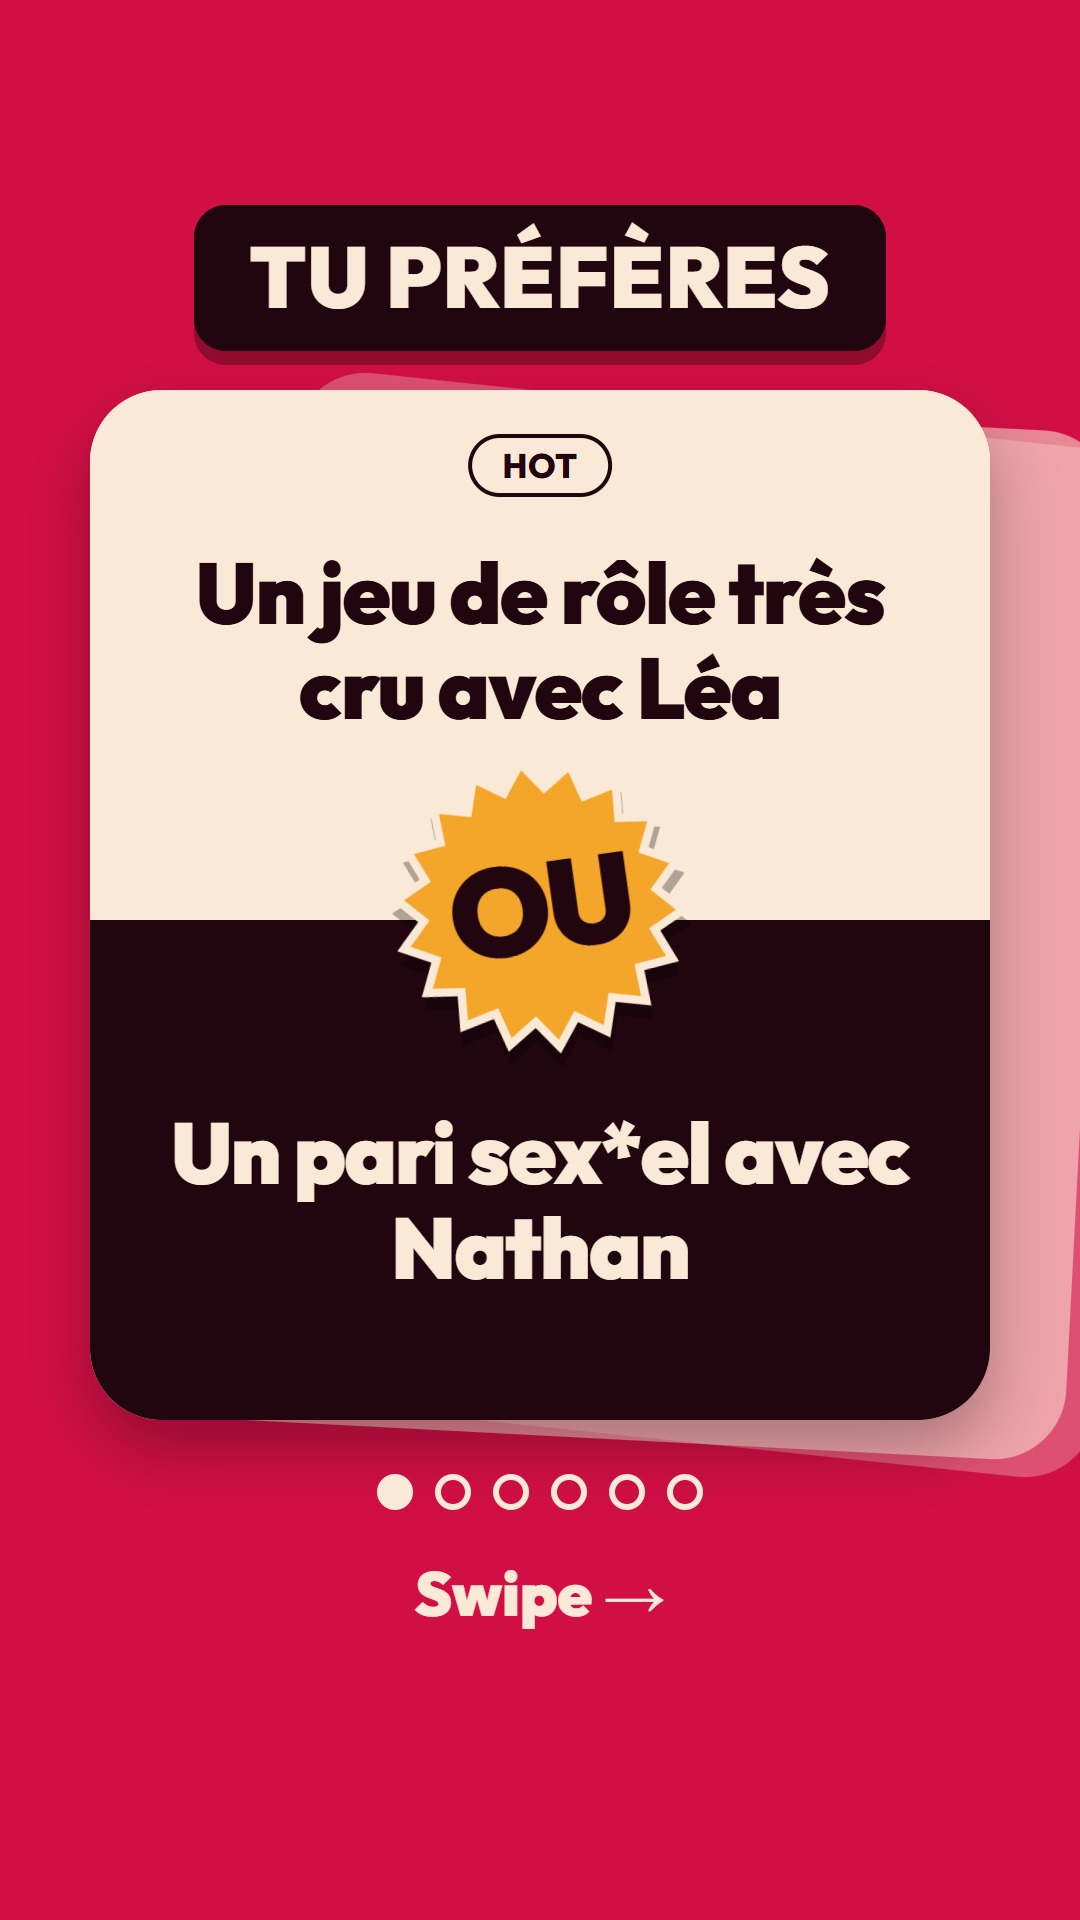 TU PRÉFÈRES
HOT
Un jeu de rôle très
cru avec Léa
OU
Un pari sex*el avec
Nathan
Swipe →